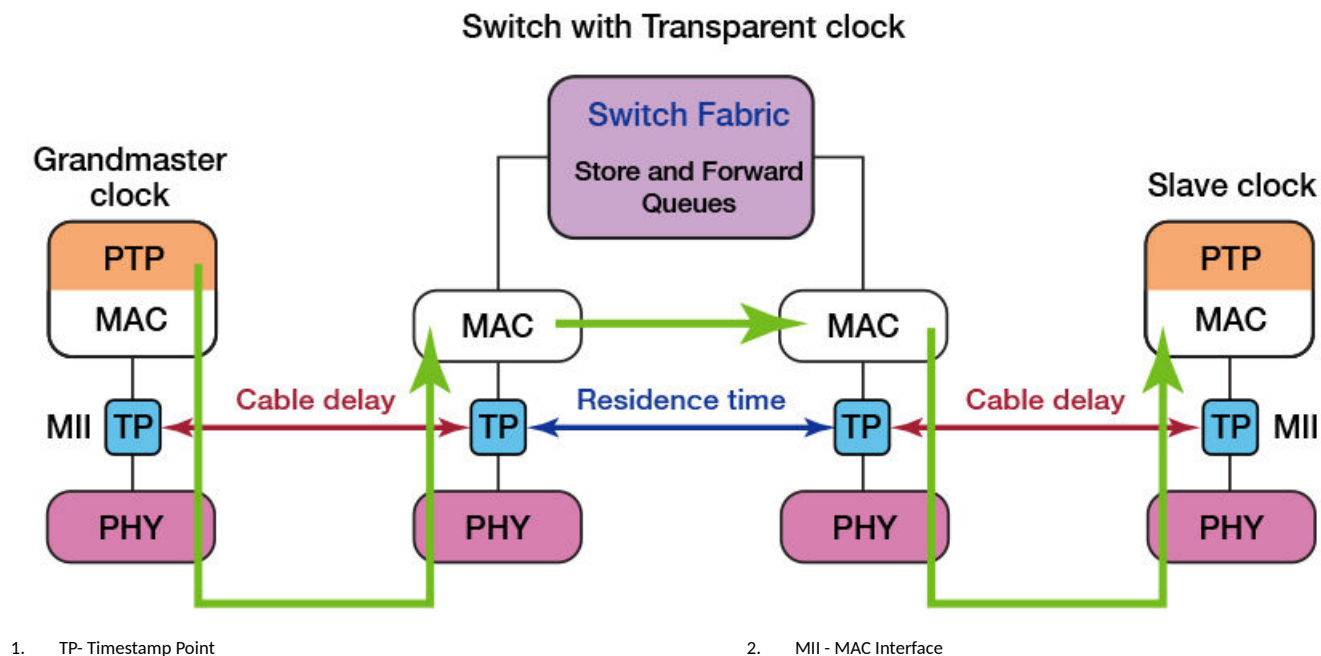 Switch with Transparent clock
Switch Fabric
Store and Forward
Queues
Grandmaster
clock
Slave clock
PTP
PTP
MAC
MAC
MAC
MAC
Cable delay
Residence time
Cable delay
MII
TP
TP
TP
TP
MII
PHY
PHY
PHY
PHY
1. TP- Timestamp Point
2. MII - MAC Interface